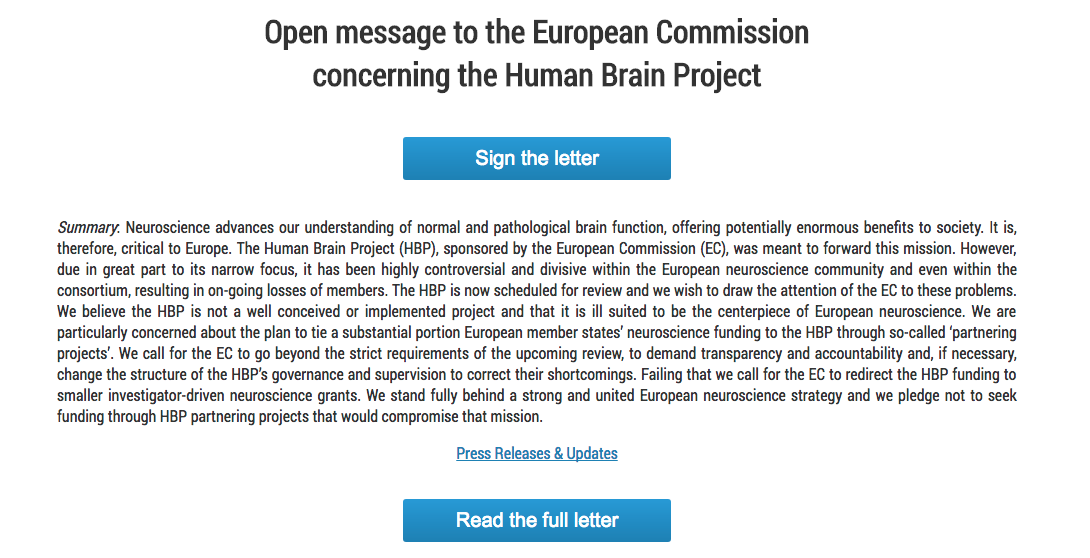 Open message to the European Commission
concerning the Human Brain Project
Sign the letter
Summary: Neuroscience advances our understanding of normal and pathological brain function, offering potentially enormous benefits to society. It is,
therefore, critical to Europe. The Human Brain Project (HBP), sponsored by the European Commission (EC), was meant to forward this mission. However,
due in great part to its narrow focus, it has been highly controversial and divisive within the European neuroscience community and even within the
consortium, resulting in on-going losses of members. The HBP is now scheduled for review and we wish to draw the attention of the EC to these problems.
We believe the HBP is not a well conceived or implemented project and that it is ill suited to be the centerpiece of European neuroscience. We are
particularly concerned about the plan to tie a substantial portion European member states’ neuroscience funding to the HBP through so-called ‘partnering
projects’. We call for the EC to go beyond the strict requirements of the upcoming review, to demand transparency and accountability and, if necessary,
change the structure of the HBP’s governance and supervision to correct their shortcomings. Failing that we call for the EC to redirect the HBP funding to
smaller investigator-driven neuroscience grants. We stand fully behind a strong and united European neuroscience strategy and we pledge not to seek
funding through HBP partnering projects that would compromise that mission.
Press Releases & Updates
Read the full letter